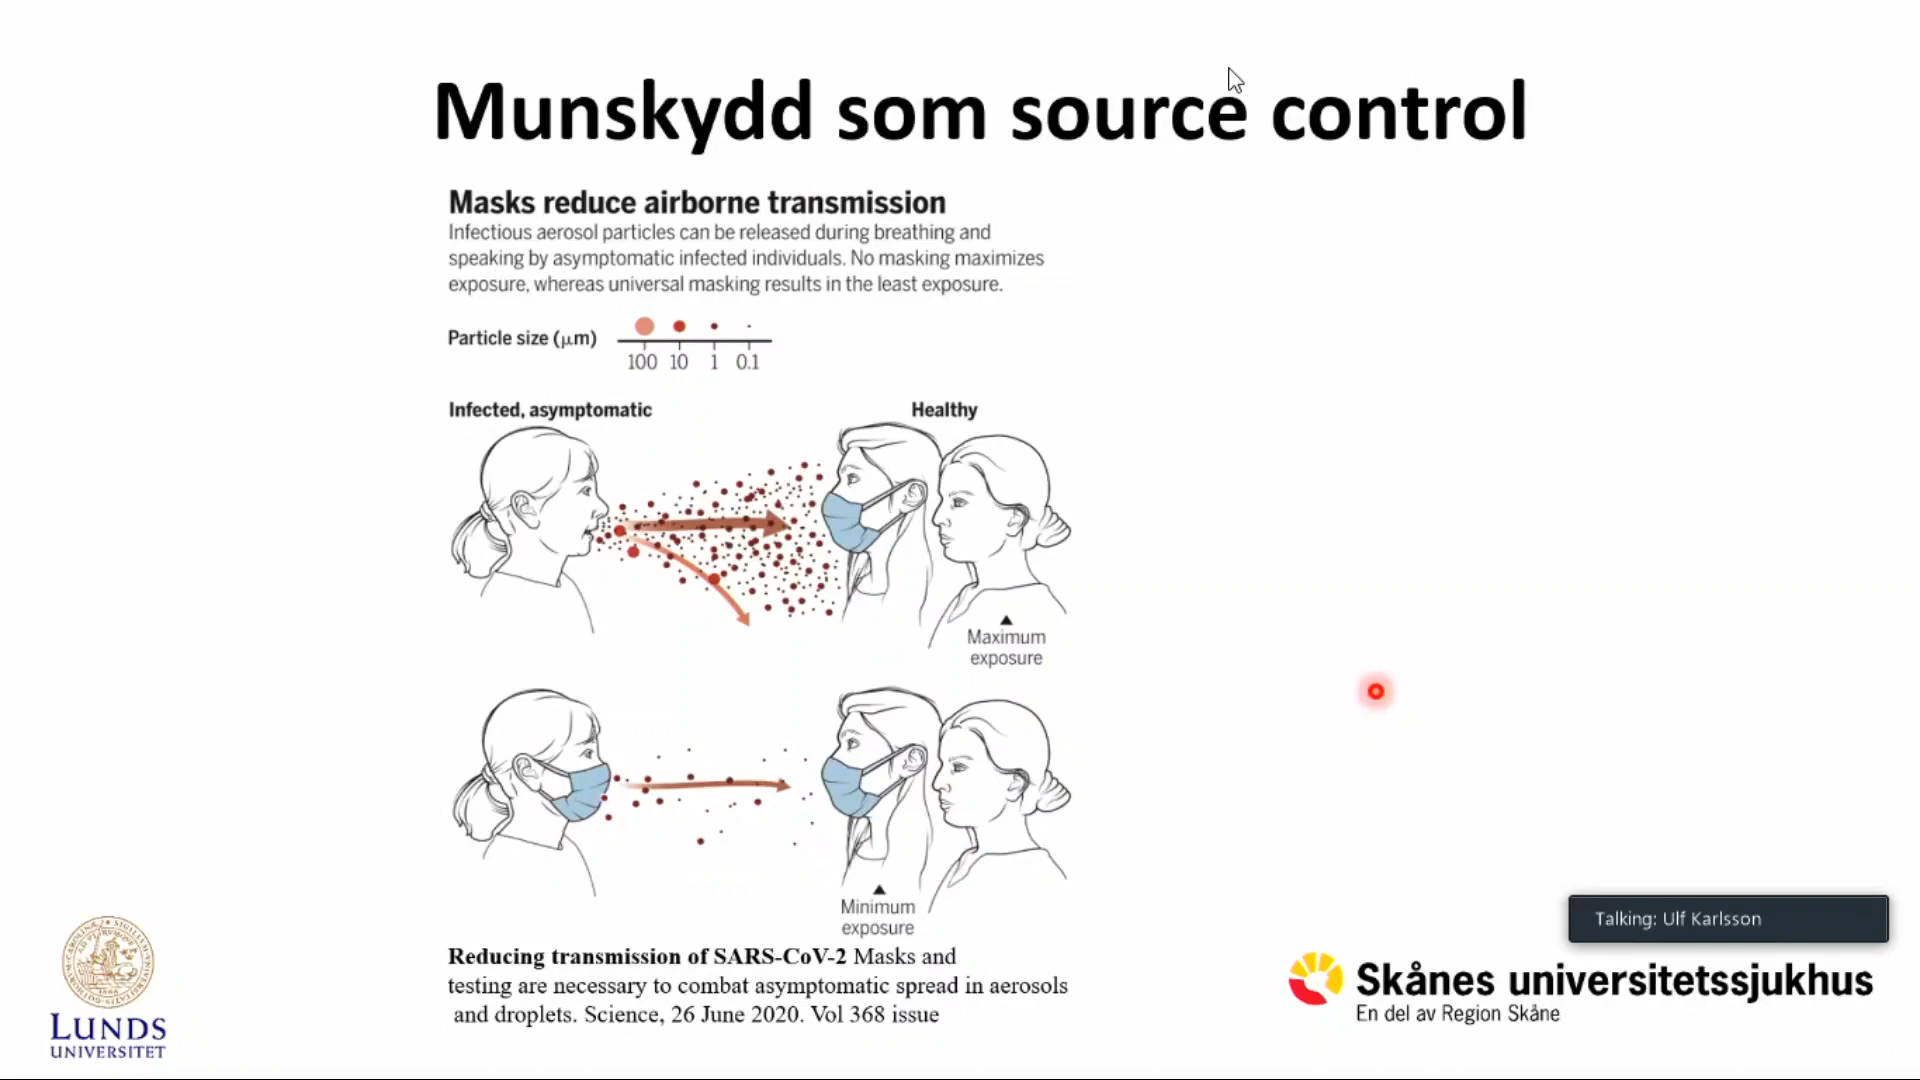 Munskydd som source control
Masks reduce airborne transmission
Infectious aerosol particles can be released during breathing and
speaking by asymptomatic infected individuals. No masking maximizes
exposure, whereas universal masking results in the least exposure.
Particle size (μm)
100 10 1 0.1
Infected, asymptomatic
Healthy
Maximum
exposure
Minimum
exposure
Reducing transmission of SARS-CoV-2 Masks and
testing are necessary to combat asymptomatic spread in aerosols
and droplets. Science, 26 June 2020. Vol 368 issue
Talking: Ulf Karlsson
LUNDS
UNIVERSITET
Skånes universitetssjukhus
En del av Region Skåne